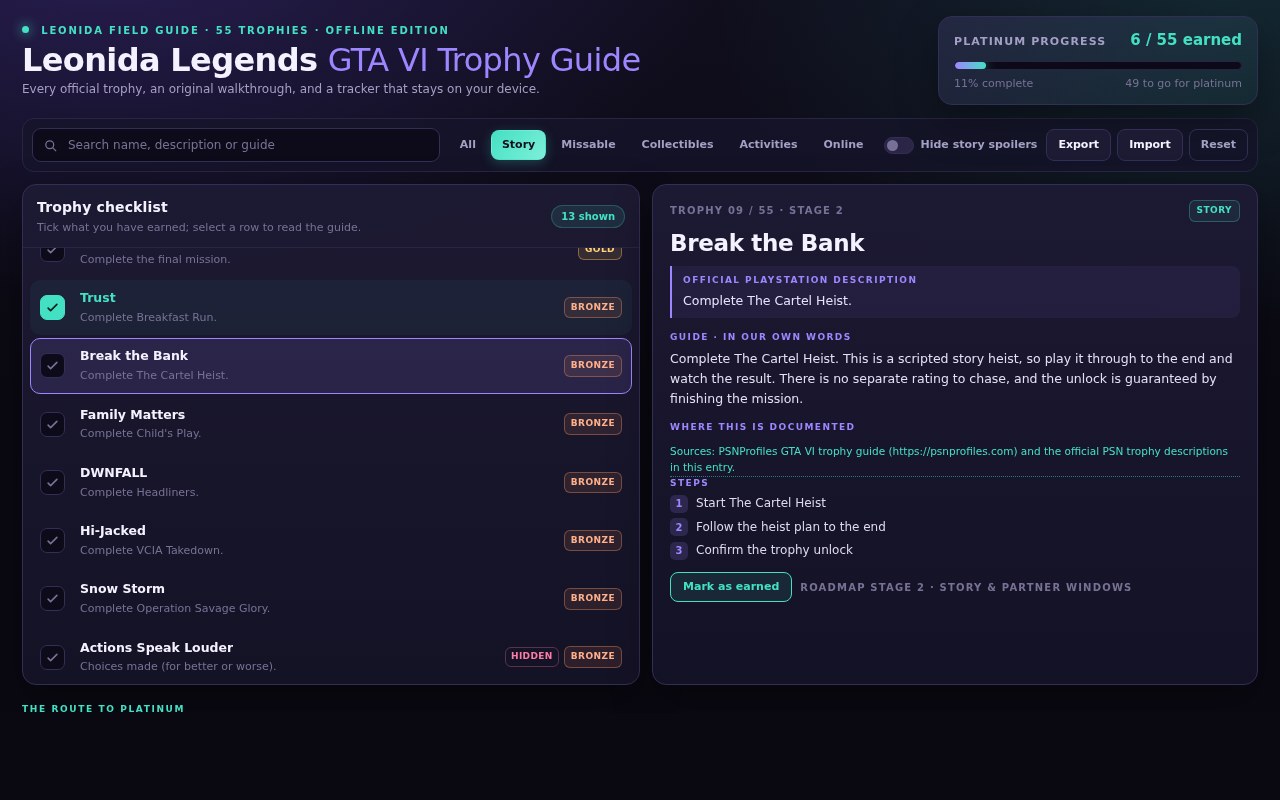 LEONIDA FIELD GUIDE · 55 TROPHIES · OFFLINE EDITION
Leonida Legends GTA VI Trophy Guide
Every official trophy, an original walkthrough, and a tracker that stays on your device.
PLATINUM PROGRESS 6 / 55 earned
11% complete 49 to go for platinum
Search name, description or guide All Story Missable Collectibles Activities Online Hide story spoilers Export Import Reset
Trophy checklist
Tick what you have earned; select a row to read the guide.
13 shown
Complete the final mission.
GOLD
Trust
Complete Breakfast Run.
BRONZE
Break the Bank
Complete The Cartel Heist.
BRONZE
Family Matters
Complete Child's Play.
BRONZE
DWNFALL
Complete Headliners.
BRONZE
Hi-Jacked
Complete VCIA Takedown.
BRONZE
Snow Storm
Complete Operation Savage Glory.
BRONZE
Actions Speak Louder
Choices made (for better or worse).
HIDDEN BRONZE
TROPHY 09 / 55 · STAGE 2
STORY
Break the Bank
OFFICIAL PLAYSTATION DESCRIPTION
Complete The Cartel Heist.
GUIDE · IN OUR OWN WORDS
Complete The Cartel Heist. This is a scripted story heist, so play it through to the end and
watch the result. There is no separate rating to chase, and the unlock is guaranteed by
finishing the mission.
WHERE THIS IS DOCUMENTED
Sources: PSNProfiles GTA VI trophy guide (https://psnprofiles.com) and the official PSN trophy descriptions
in this entry.
STEPS
1 Start The Cartel Heist
2 Follow the heist plan to the end
3 Confirm the trophy unlock
Mark as earned ROADMAP STAGE 2 · STORY & PARTNER WINDOWS
THE ROUTE TO PLATINUM